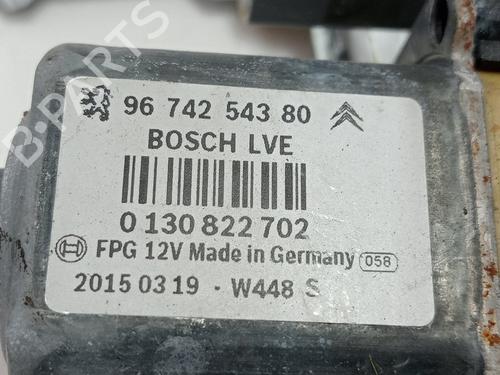 96 742 543 80
BOSCH LVE
0 130 822 702
FPG 12V Made in Germany 058
2015 03 19 · W448 S
B-PARTS